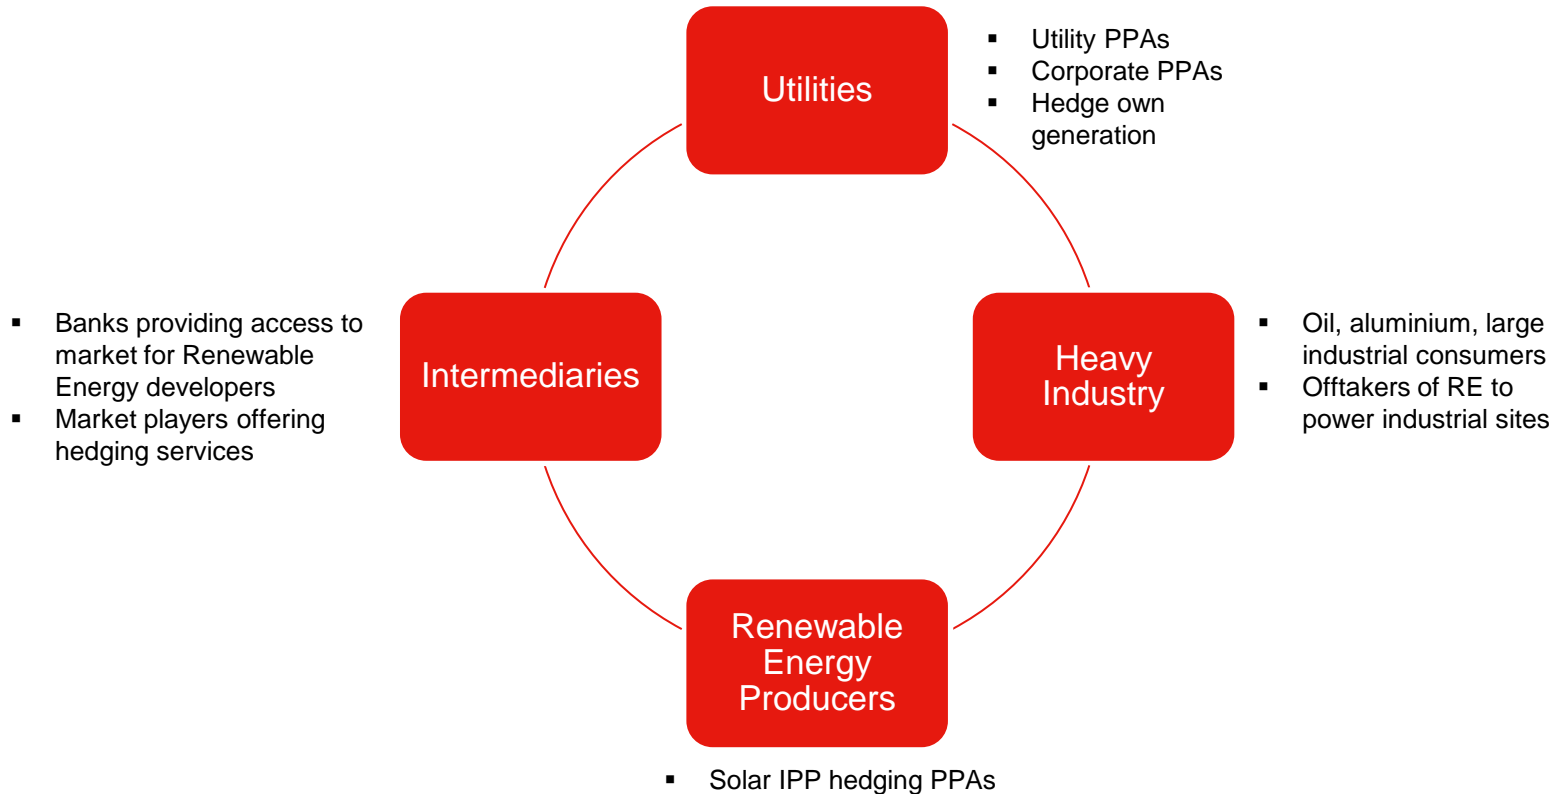 Utilities
▪ Utility PPAs
▪ Corporate PPAs
▪ Hedge own
generation
Intermediaries
▪ Banks providing access to
market for Renewable
Energy developers
▪ Market players offering
hedging services
Heavy
Industry
▪ Oil, aluminium, large
industrial consumers
▪ Offtakers of RE to
power industrial sites
Renewable
Energy
Producers
▪ Solar IPP hedging PPAs